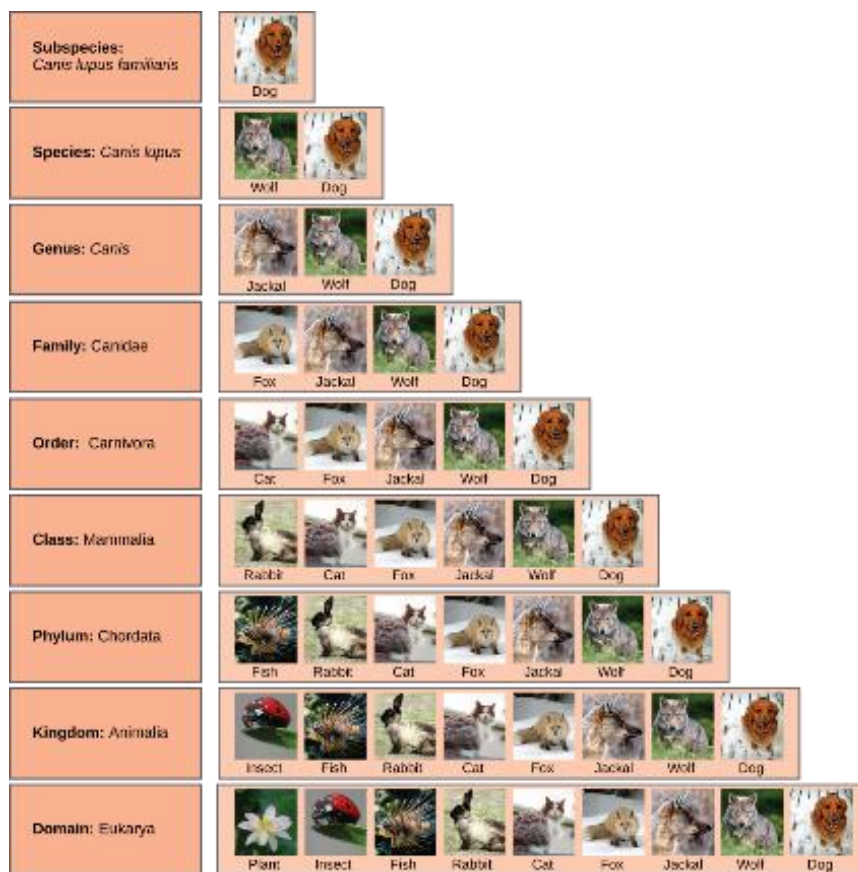 Subspecies:
Canis lupus familiaris
Dog
Species: Canis lupus
Wolf Dog
Genus: Canis
Jackal Wolf Dog
Family: Canidae
Fox Jackal Wolf Dog
Order: Carnivora
Cat Fox Jackal Wolf Dog
Class: Mammalia
Rabbit Cat Fox Jackal Wolf Dog
Phylum: Chordata
Fish Rabbit Cat Fox Jackal Wolf Dog
Kingdom: Animalia
Insect Fish Rabbit Cat Fox Jackal Wolf Dog
Domain: Eukarya
Plant Insect Fish Rabbit Cat Fox Jackal Wolf Dog